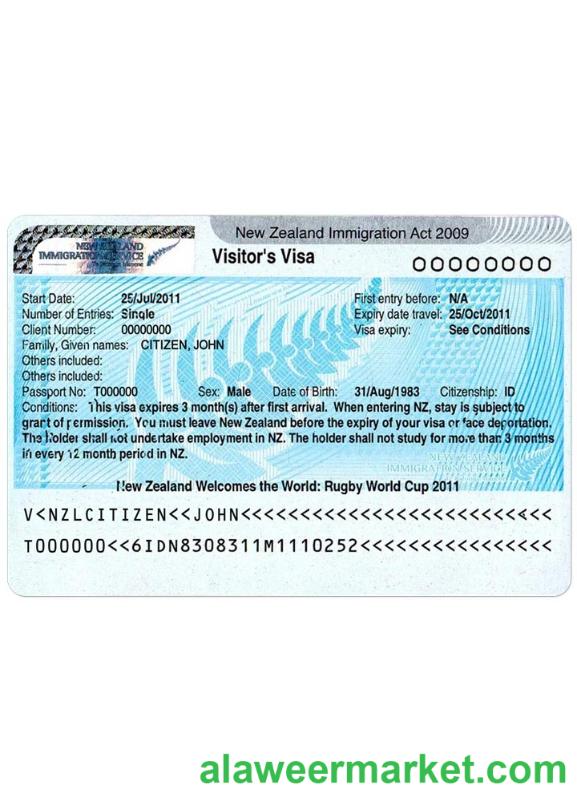 New Zealand Immigration Act 2009
NEW ZEALAND
IMMIGRATION SERVICE
Visitor's Visa
00000000
Start Date: 25/Jul/2011 First entry before: N/A
Number of Entries: Single Expiry date travel: 25/Oct/2011
Client Number: 00000000 Visa expiry: See Conditions
Family, Given names: CITIZEN, JOHN
Others included:
Others included:
Passport No: T000000 Sex: Male Date of Birth: 31/Aug/1983 Citizenship: ID
Conditions: This visa expires 3 month(s) after first arrival. When entering NZ, stay is subject to
grant of permission. You must leave New Zealand before the expiry of your visa or face deportation.
The holder shall not undertake employment in NZ. The holder shall not study for more than 3 months
in every 12 month period in NZ.
NEW ZEALAND
IMMIGRATION SERVICE
New Zealand Welcomes the World: Rugby World Cup 2011
V<NZLCITIZEN<<JOHN<<<<<<<<<<<<<<<<<<<<<<<<<<
T000000<<6IDN8308311M1110252<<<<<<<<<<<<<<<<
alaweermarket.com